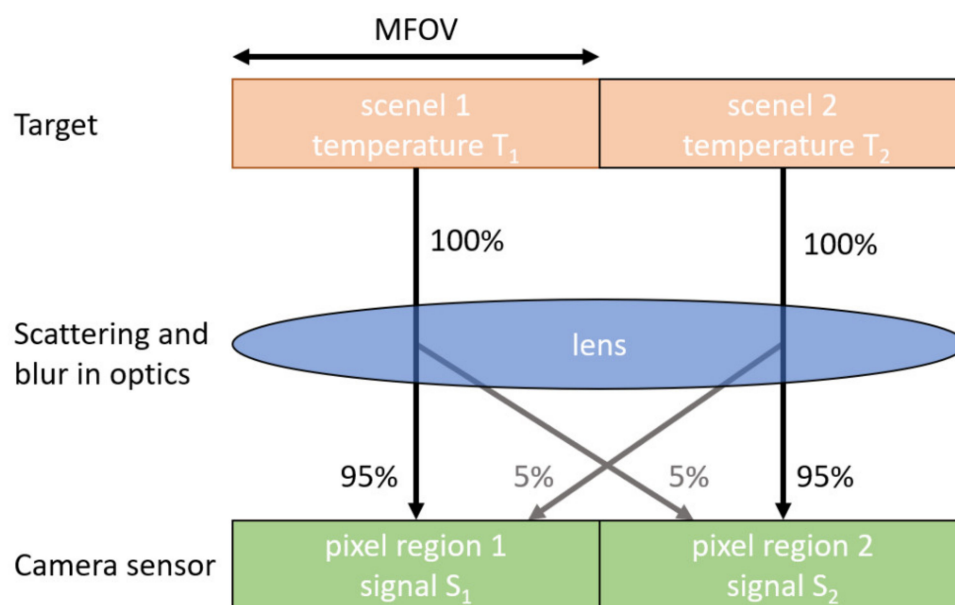 MFOV
Target
scenel 1
temperature T₁
scenel 2
temperature T₂
100%
100%
Scattering and
blur in optics
lens
95%
5%
5%
95%
Camera sensor
pixel region 1
signal S₁
pixel region 2
signal S₂